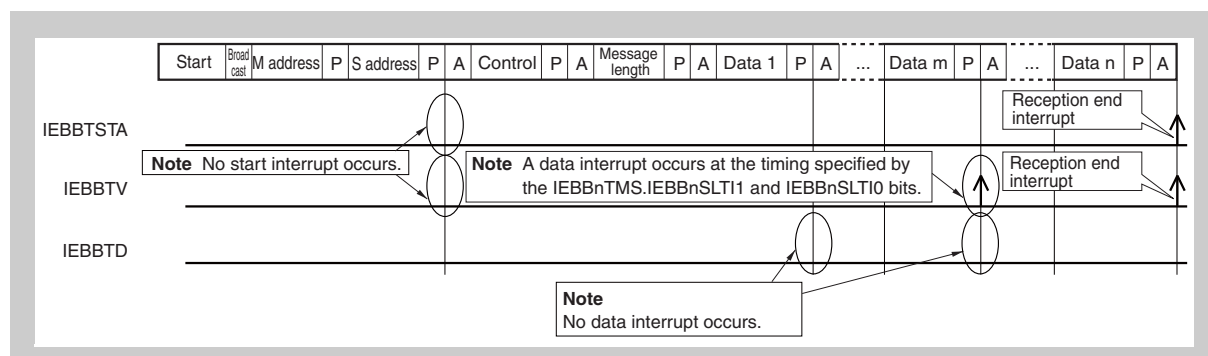 Start Broad cast M address P S address P A Control P A Message length P A Data 1 P A ... Data m P A ... Data n P A
IEBBTSTA
Reception end
interrupt
Note No start interrupt occurs.
Note A data interrupt occurs at the timing specified by
the IEBBnTMS.IEBBnSLTI1 and IEBBnSLTI0 bits.
IEBBTV
Reception end
interrupt
IEBBTD
Note
No data interrupt occurs.